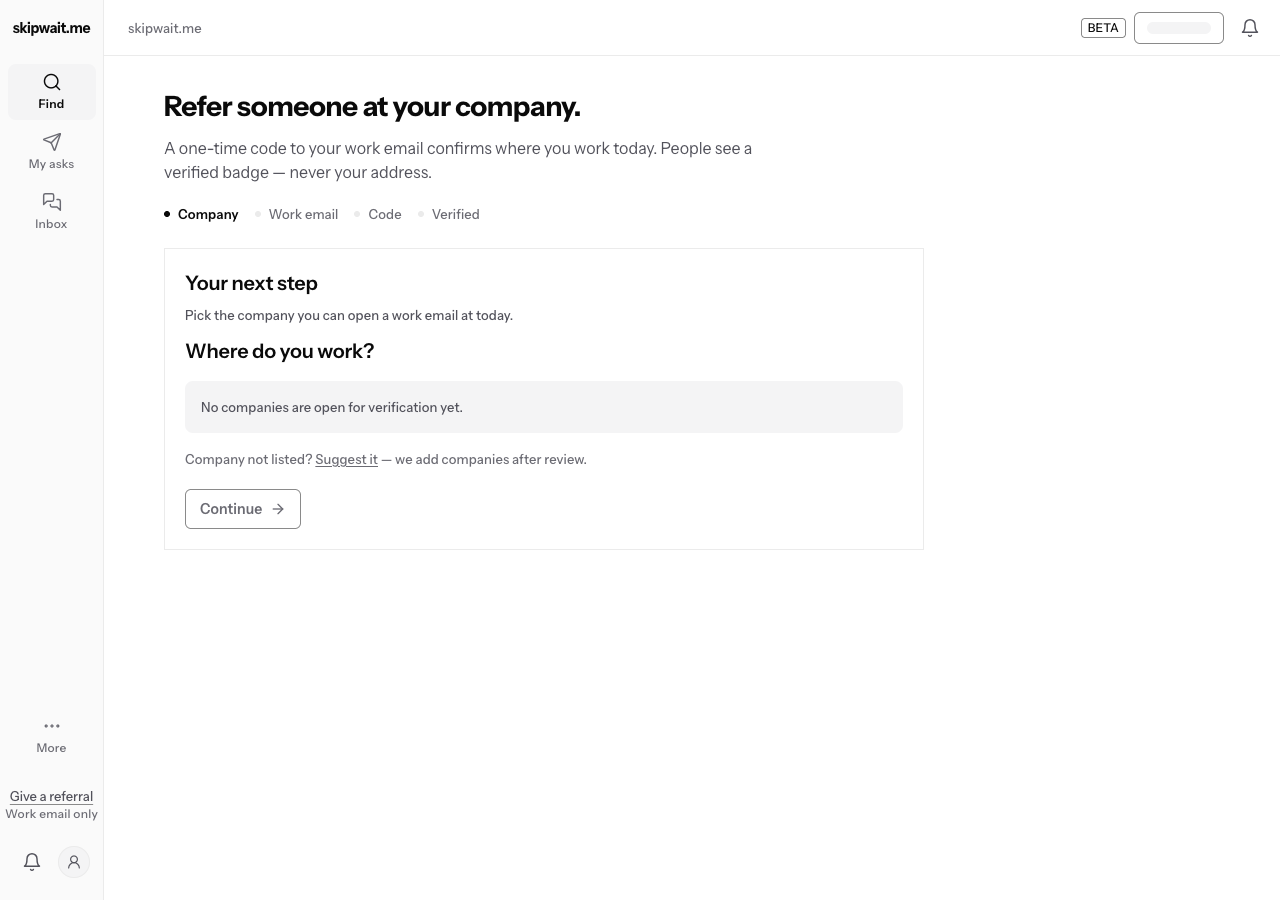 skipwait.me
Find
My asks
Inbox
More
Give a referral
Work email only
skipwait.me
BETA
Refer someone at your company.
A one-time code to your work email confirms where you work today. People see a
verified badge — never your address.
Company
Work email
Code
Verified
Your next step
Pick the company you can open a work email at today.
Where do you work?
No companies are open for verification yet.
Company not listed? Suggest it — we add companies after review.
Continue